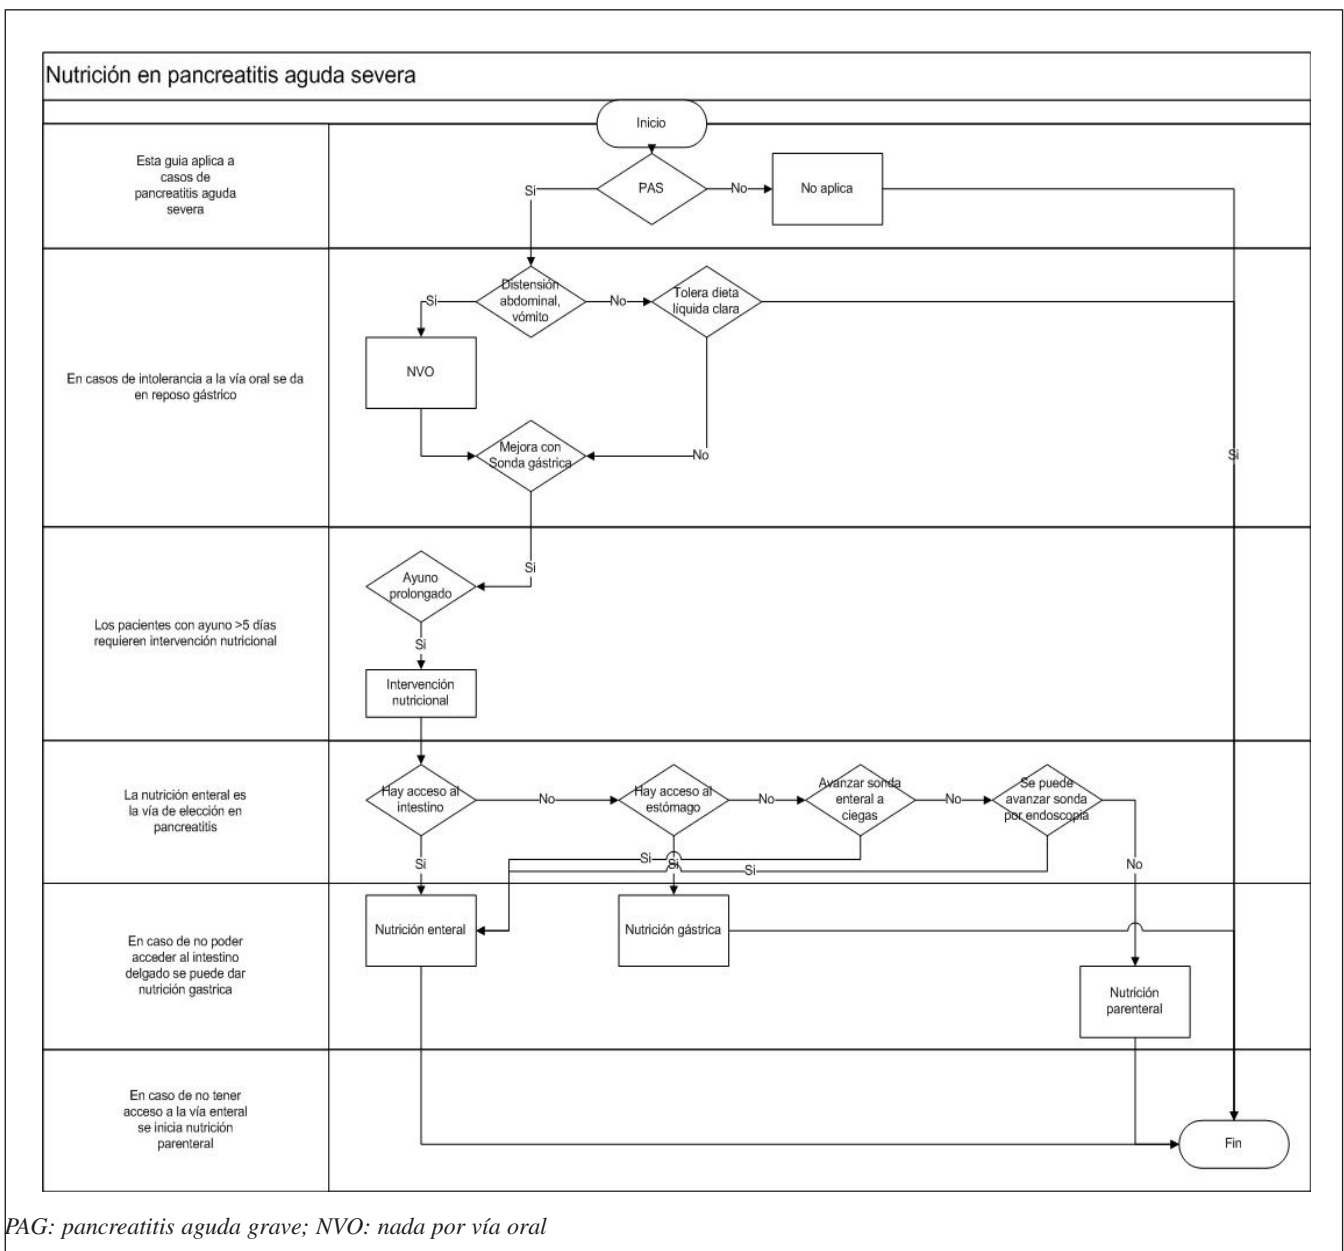 Nutrición en pancreatitis aguda severa
Inicio
Esta guia aplica a
casos de
pancreatitis aguda
severa
Si
PAS
No
No aplica
En casos de intolerancia a la vía oral se da
en reposo gástrico
Si
Distensión
abdominal,
vómito
No
Tolera dieta
líquida clara
NVO
Mejora con
Sonda gástrica
No
Si
Los pacientes con ayuno >5 días
requieren intervención nutricional
Si
Ayuno
prolongado
Si
Intervención
nutricional
La nutrición enteral es
la vía de elección en
pancreatitis
Hay acceso al
intestino
No
Hay acceso al
estómago
No
Avanzar sonda
enteral a
ciegas
No
Se puede
avanzar sonda
por endoscopia
Si
Si
Si
Si
No
En caso de no poder
acceder al intestino
delgado se puede dar
nutrición gastrica
Nutrición enteral
Nutrición gástrica
Nutrición
parenteral
En caso de no tener
acceso a la vía enteral
se inicia nutrición
parenteral
Fin
PAG: pancreatitis aguda grave; NVO: nada por vía oral